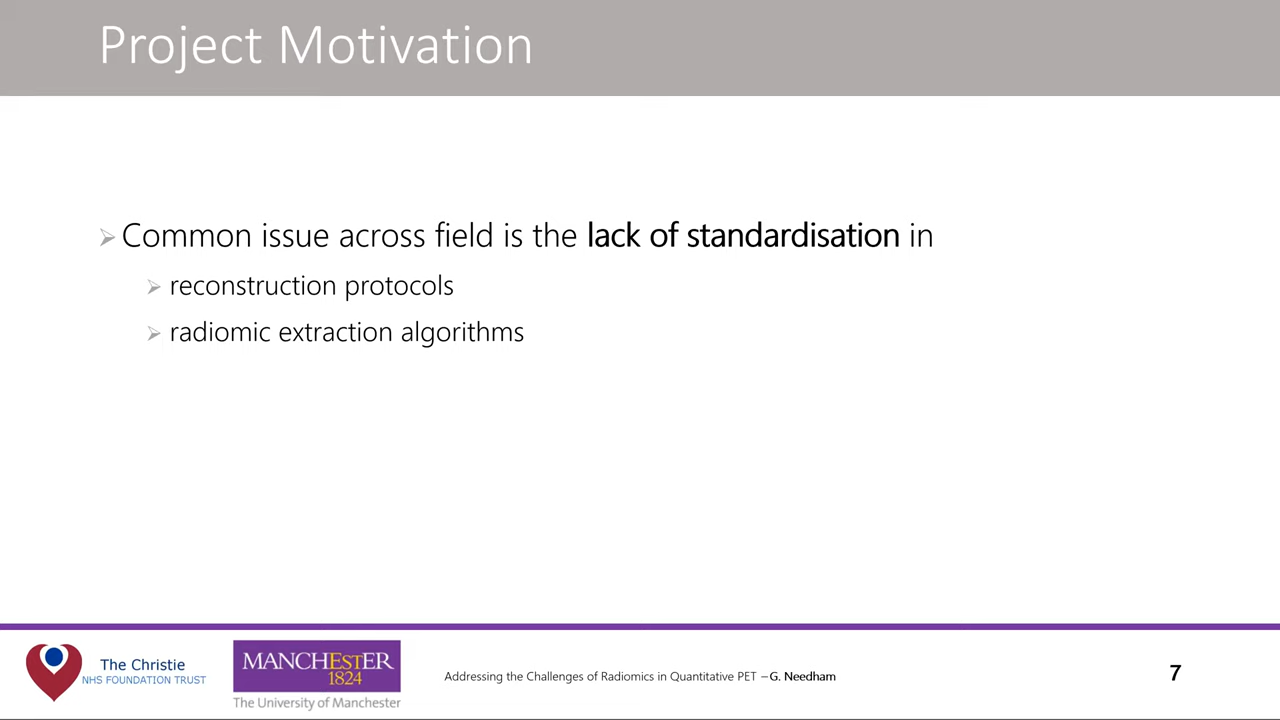 Project Motivation
Common issue across field is the lack of standardisation in
reconstruction protocols
radiomic extraction algorithms
The Christie
NHS FOUNDATION TRUST
MANCHESTER
1824
The University of Manchester
Addressing the Challenges of Radiomics in Quantitative PET – G. Needham
7